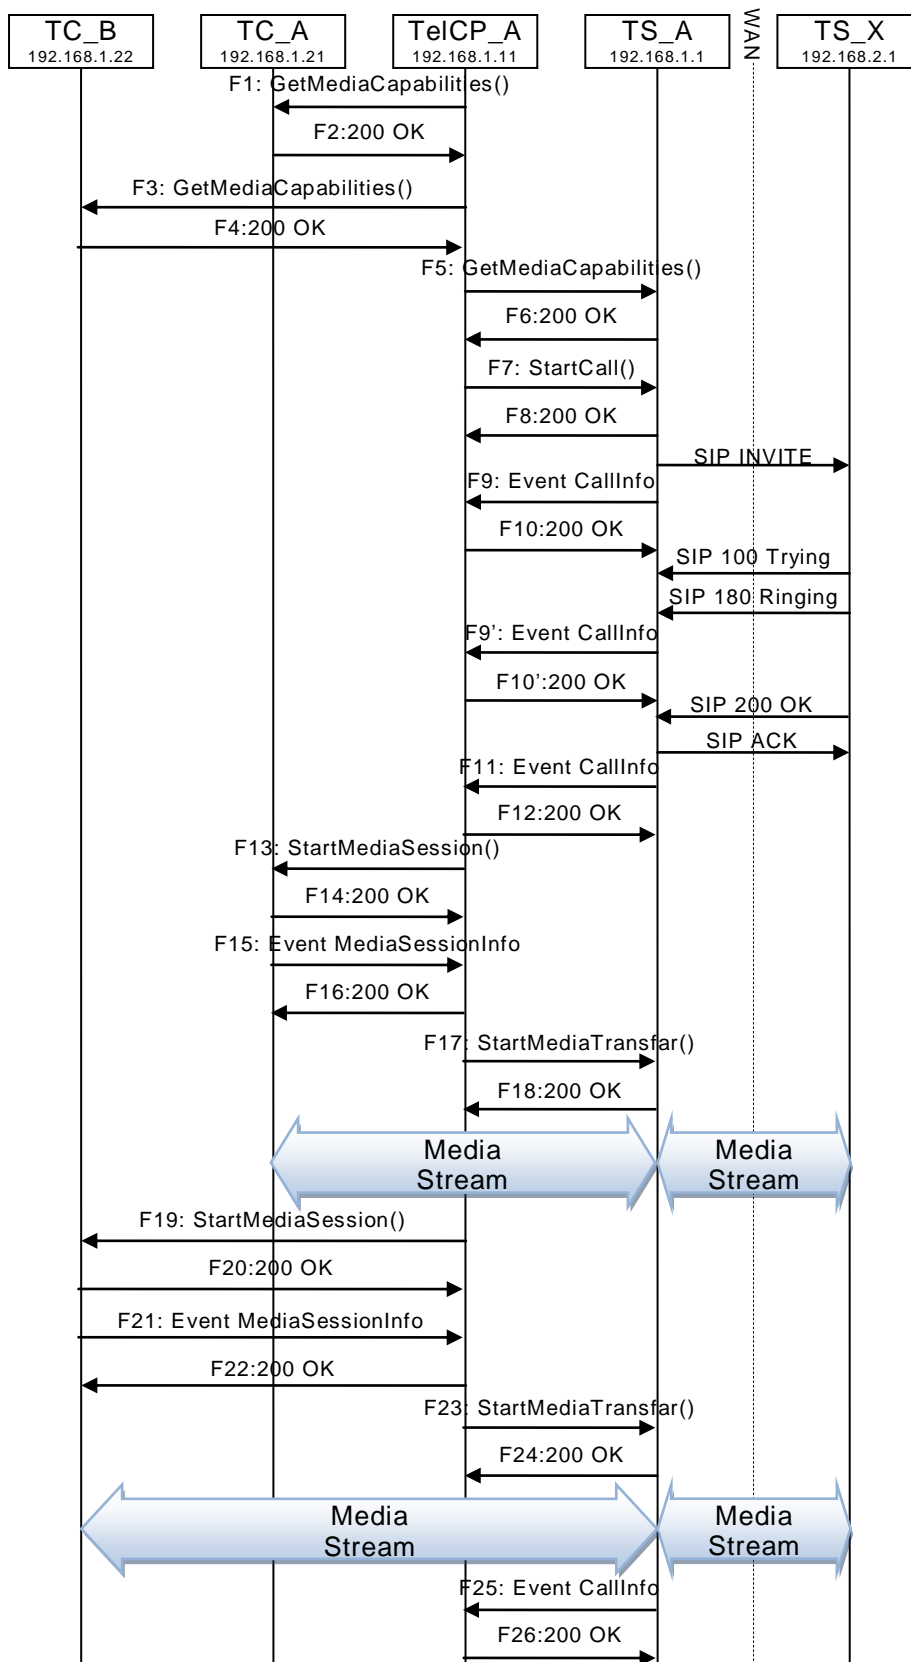 TC_B
192.168.1.22
TC_A
192.168.1.21
TelCP_A
192.168.1.11
TS_A
192.168.1.1
WAN
TS_X
192.168.2.1
F1: GetMediaCapabilities()
F2:200 OK
F3: GetMediaCapabilities()
F4:200 OK
F5: GetMediaCapabilities()
F6:200 OK
F7: StartCall()
F8:200 OK
SIP INVITE
F9: Event CallInfo
F10:200 OK
SIP 100 Trying
SIP 180 Ringing
F9’: Event CallInfo
F10’:200 OK
SIP 200 OK
SIP ACK
F11: Event CallInfo
F12:200 OK
F13: StartMediaSession()
F14:200 OK
F15: Event MediaSessionInfo
F16:200 OK
F17: StartMediaTransfar()
F18:200 OK
Media
Stream
Media
Stream
F19: StartMediaSession()
F20:200 OK
F21: Event MediaSessionInfo
F22:200 OK
F23: StartMediaTransfar()
F24:200 OK
Media
Stream
Media
Stream
F25: Event CallInfo
F26:200 OK